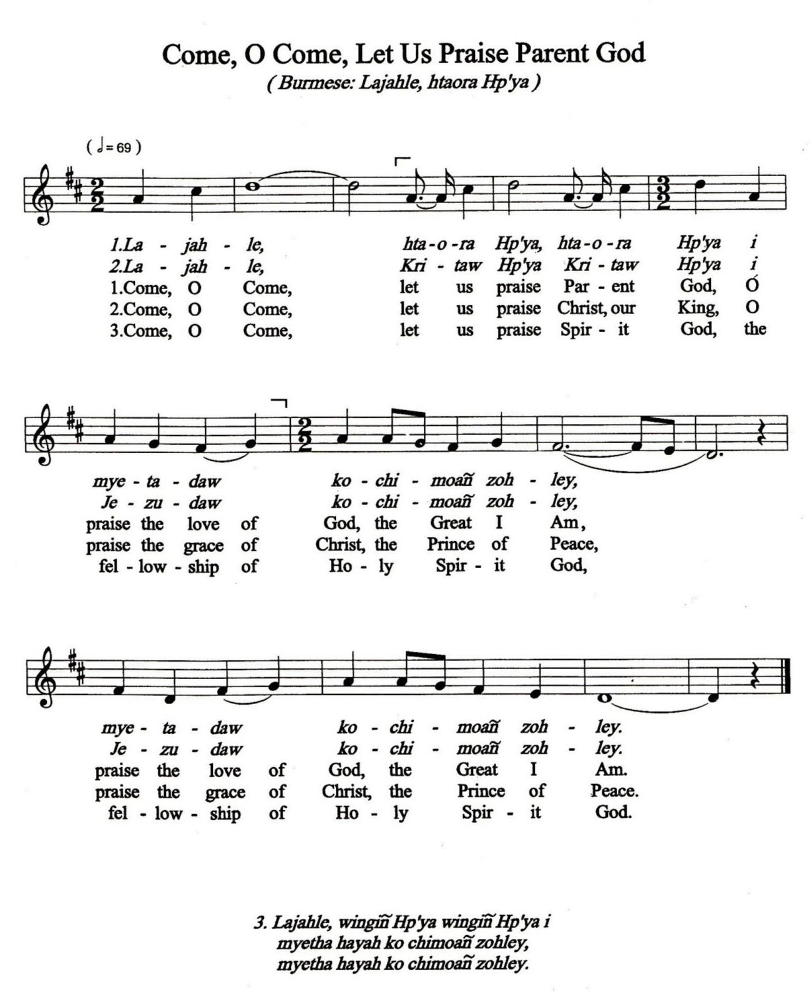 Come, O Come, Let Us Praise Parent God
( Burmese: Lajahle, htaora Hp'ya )
( 𝅗𝅥 = 69 )
2 2 3 2
1.La - jah - le, hta-o-ra Hp'ya, hta-o-ra Hp'ya i
2.La - jah - le, Kri - taw Hp'ya Kri - taw Hp'ya i
1.Come, O Come, let us praise Par - ent God, O
2.Come, O Come, let us praise Christ, our King, O
3.Come, O Come, let us praise Spir - it God, the
2 2
mye - ta - daw ko - chi - moañ zoh - ley,
Je - zu - daw ko - chi - moañ zoh - ley,
praise the love of God, the Great I Am,
praise the grace of Christ, the Prince of Peace,
fel - low - ship of Ho - ly Spir - it God,
mye - ta - daw ko - chi - moañ zoh - ley.
Je - zu - daw ko - chi - moañ zoh - ley.
praise the love of God, the Great I Am.
praise the grace of Christ, the Prince of Peace.
fel - low - ship of Ho - ly Spir - it God.
3. Lajahle, wingiñ Hp'ya wingiñ Hp'ya i
myetha hayah ko chimoañ zohley,
myetha hayah ko chimoañ zohley.